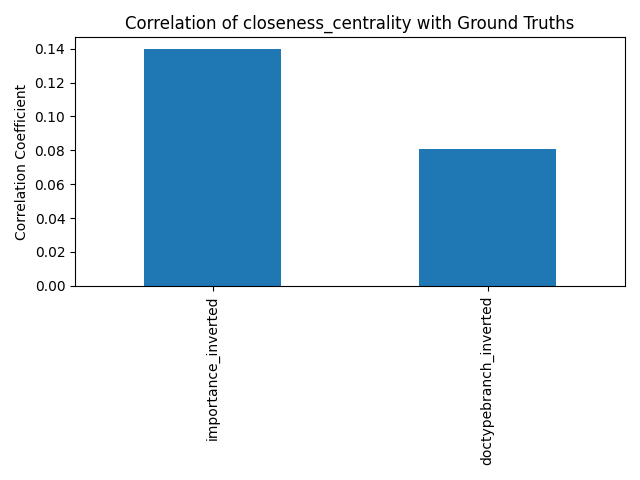 Correlation of closeness_centrality with Ground Truths
Correlation Coefficient
0.14
0.12
0.10
0.08
0.06
0.04
0.02
0.00
importance_inverted
doctypebranch_inverted